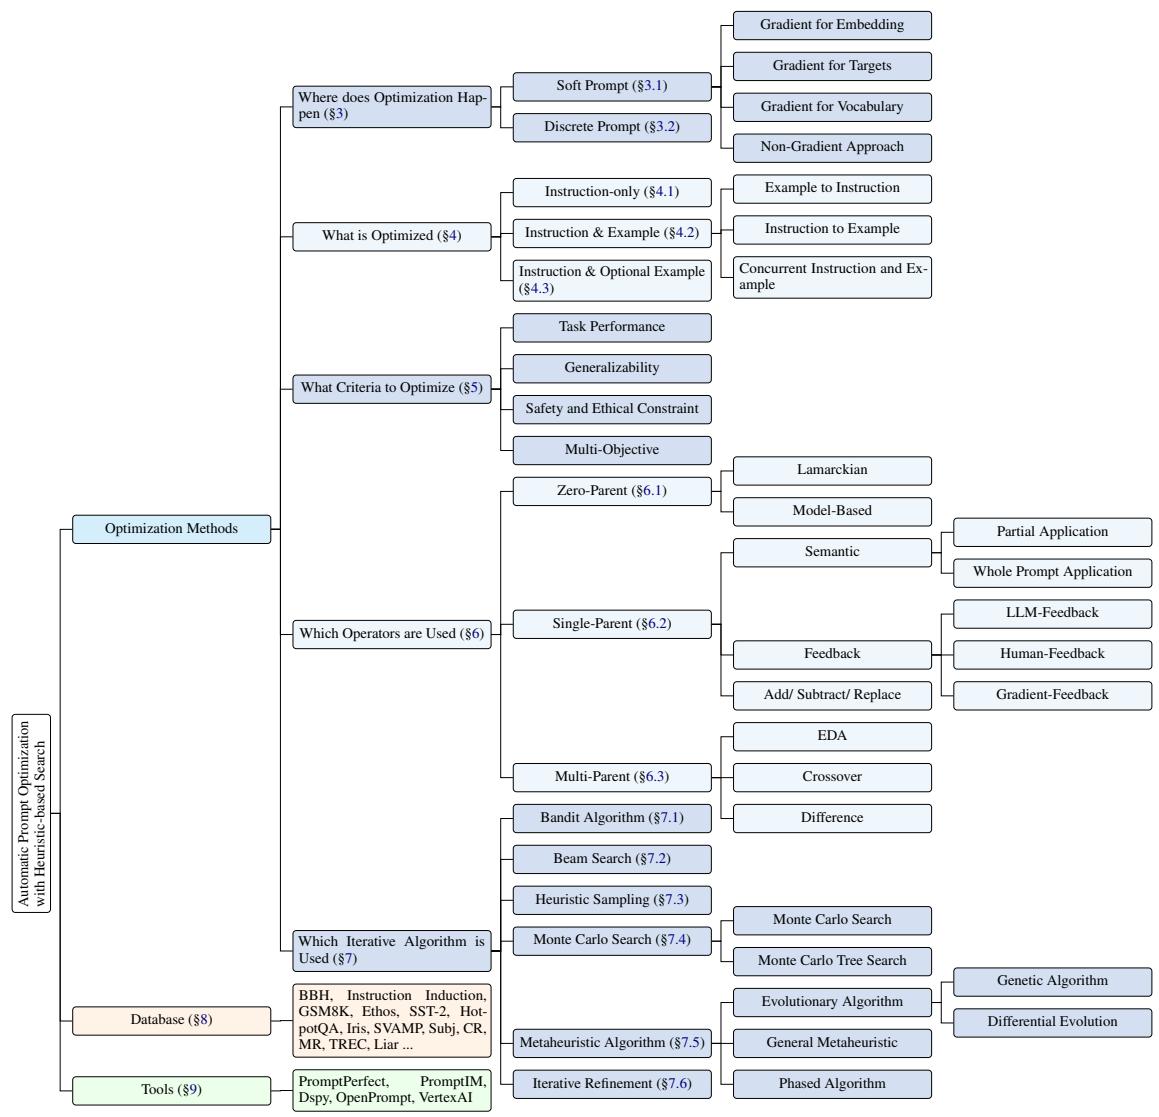 Automatic Prompt Optimization
with Heuristic-based Search
Optimization Methods
Where does Optimization Hap-
pen (§3)
Soft Prompt (§3.1)
Gradient for Embedding
Gradient for Targets
Gradient for Vocabulary
Non-Gradient Approach
Discrete Prompt (§3.2)
What is Optimized (§4)
Instruction-only (§4.1)
Instruction & Example (§4.2)
Example to Instruction
Instruction to Example
Concurrent Instruction and Ex-
ample
Instruction & Optional Example
(§4.3)
What Criteria to Optimize (§5)
Task Performance
Generalizability
Safety and Ethical Constraint
Multi-Objective
Which Operators are Used (§6)
Zero-Parent (§6.1)
Lamarckian
Model-Based
Single-Parent (§6.2)
Semantic
Partial Application
Whole Prompt Application
Feedback
LLM-Feedback
Human-Feedback
Gradient-Feedback
Add/ Subtract/ Replace
Multi-Parent (§6.3)
EDA
Crossover
Difference
Which Iterative Algorithm is
Used (§7)
Bandit Algorithm (§7.1)
Beam Search (§7.2)
Heuristic Sampling (§7.3)
Monte Carlo Search (§7.4)
Monte Carlo Search
Monte Carlo Tree Search
Metaheuristic Algorithm (§7.5)
Evolutionary Algorithm
Genetic Algorithm
Differential Evolution
General Metaheuristic
Phased Algorithm
Iterative Refinement (§7.6)
Database (§8)
BBH, Instruction Induction,
GSM8K, Ethos, SST-2, Hot-
potQA, Iris, SVAMP, Subj, CR,
MR, TREC, Liar ...
Tools (§9)
PromptPerfect, PromptIM,
Dspy, OpenPrompt, VertexAI